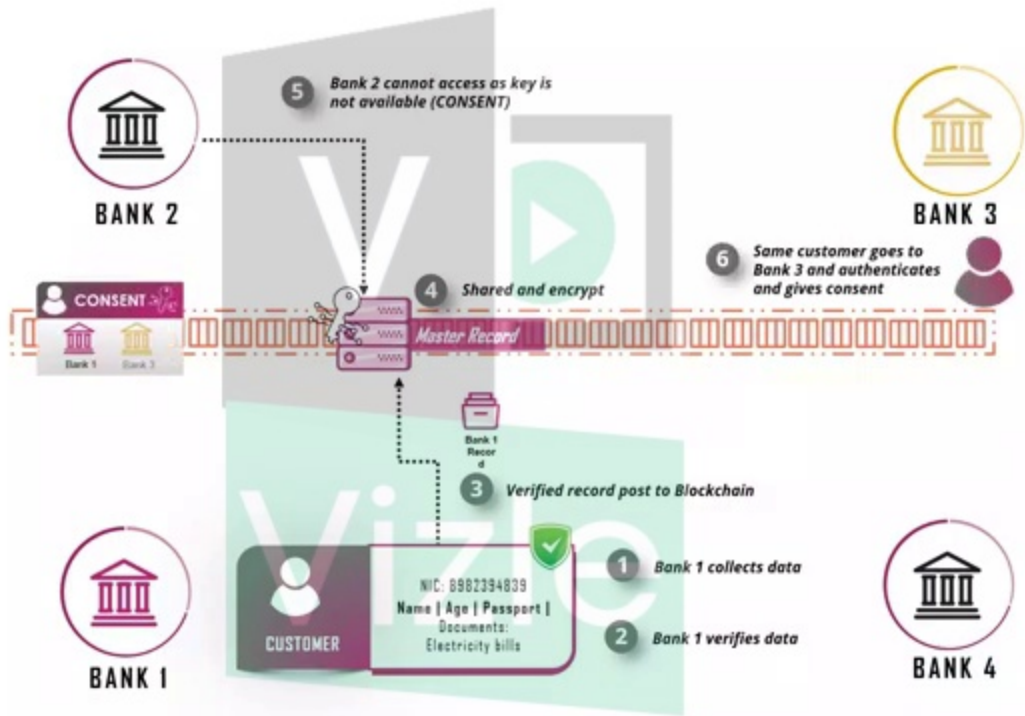 5
Bank 2 cannot access as key is
not available (CONSENT)
BANK 2
BANK 3
6
Same customer goes to
Bank 3 and authenticates
and gives consent
CONSENT
Bank 1
Bank 3
4
Shared and encrypt
Master Record
Bank 1
Recor
d
3
Verified record post to Blockchain
Vizle
NIC: 8982394839
Name | Age | Passport |
Documents:
Electricity bills
CUSTOMER
1
Bank 1 collects data
2
Bank 1 verifies data
BANK 1
BANK 4